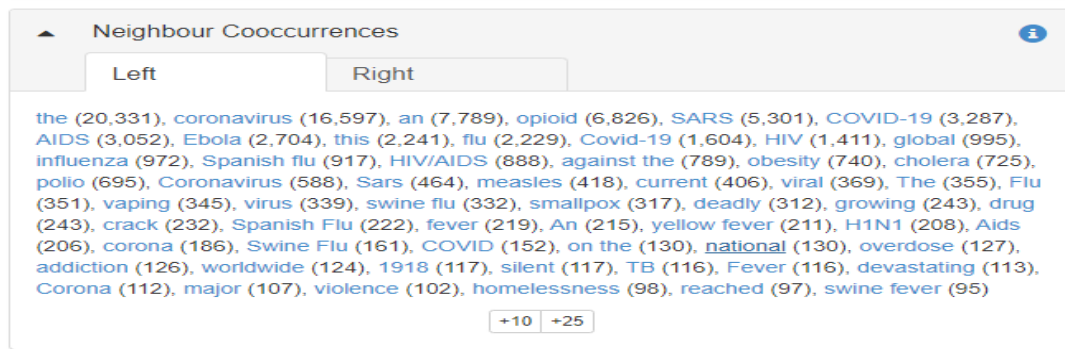 Neighbour Cooccurrences
Left Right
the (20,331), coronavirus (16,597), an (7,789), opioid (6,826), SARS (5,301), COVID-19 (3,287),
AIDS (3,052), Ebola (2,704), this (2,241), flu (2,229), Covid-19 (1,604), HIV (1,411), global (995),
influenza (972), Spanish flu (917), HIV/AIDS (888), against the (789), obesity (740), cholera (725),
polio (695), Coronavirus (588), Sars (464), measles (418), current (406), viral (369), The (355), Flu
(351), vaping (345), virus (339), swine flu (332), smallpox (317), deadly (312), growing (243), drug
(243), crack (232), Spanish Flu (222), fever (219), An (215), yellow fever (211), H1N1 (208), Aids
(206), corona (186), Swine Flu (161), COVID (152), on the (130), national (130), overdose (127),
addiction (126), worldwide (124), 1918 (117), silent (117), TB (116), Fever (116), devastating (113),
Corona (112), major (107), violence (102), homelessness (98), reached (97), swine fever (95)
+10 +25